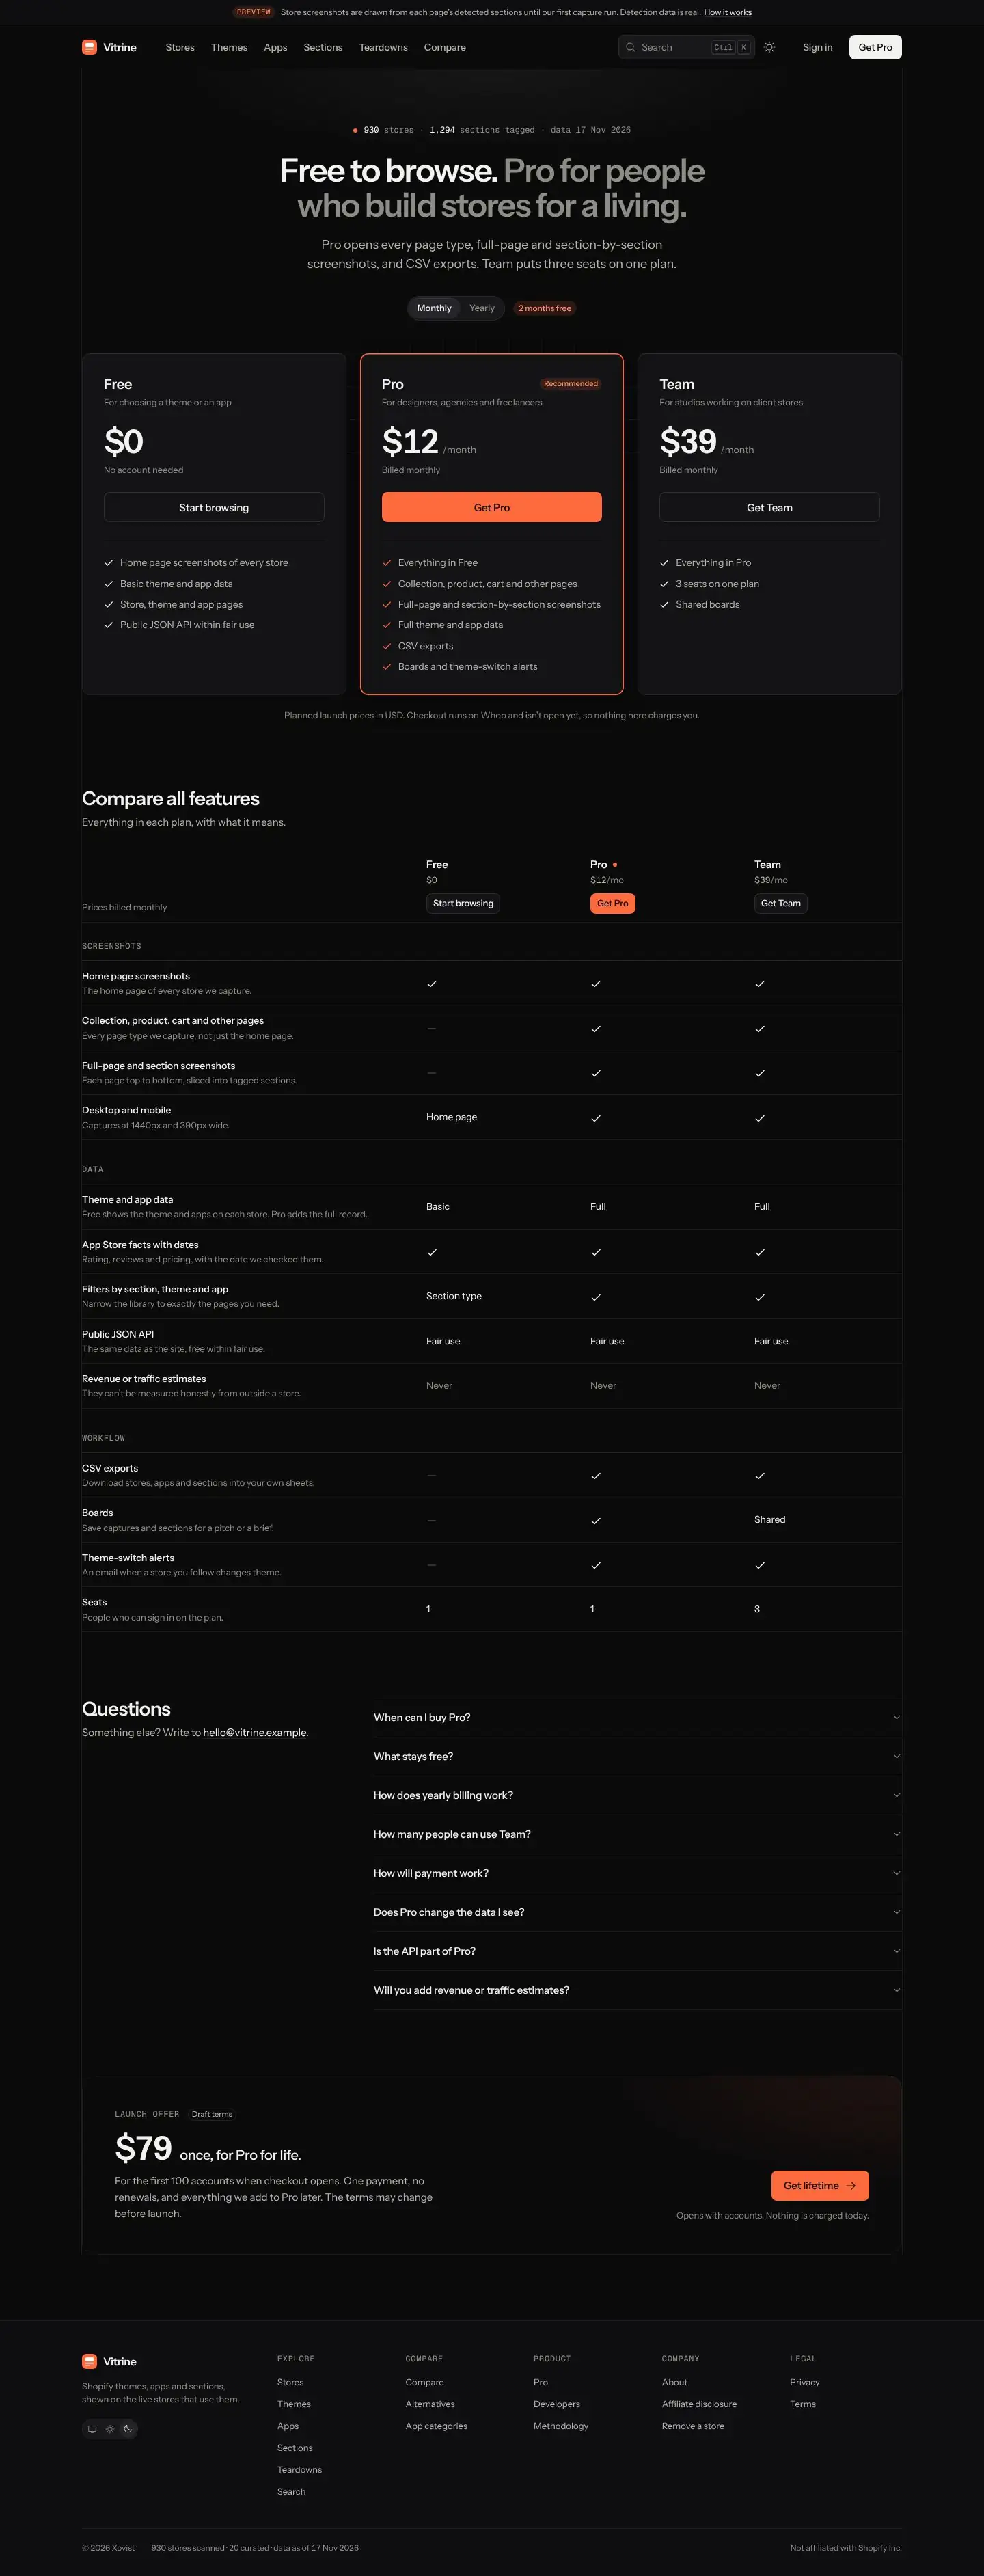 PREVIEW Store screenshots are drawn from each page's detected sections until our first capture run. Detection data is real. How it works
Vitrine Stores Themes Apps Sections Teardowns Compare Search Ctrl K Sign in Get Pro
930 stores · 1,294 sections tagged · data 17 Nov 2026
Free to browse. Pro for people
who build stores for a living.
Pro opens every page type, full-page and section-by-section
screenshots, and CSV exports. Team puts three seats on one plan.
Monthly Yearly 2 months free
Free
For choosing a theme or an app
$0
No account needed
Start browsing
Home page screenshots of every store
Basic theme and app data
Store, theme and app pages
Public JSON API within fair use
Pro Recommended
For designers, agencies and freelancers
$12 /month
Billed monthly
Get Pro
Everything in Free
Collection, product, cart and other pages
Full-page and section-by-section screenshots
Full theme and app data
CSV exports
Boards and theme-switch alerts
Team
For studios working on client stores
$39 /month
Billed monthly
Get Team
Everything in Pro
3 seats on one plan
Shared boards
Planned launch prices in USD. Checkout runs on Whop and isn't open yet, so nothing here charges you.
Compare all features
Everything in each plan, with what it means.
Free Pro Team
$0 $12/mo $39/mo
Prices billed monthly Start browsing Get Pro Get Team
SCREENSHOTS
Home page screenshots
The home page of every store we capture.
Collection, product, cart and other pages
—
Every page type we capture, not just the home page.
Full-page and section screenshots
—
Each page top to bottom, sliced into tagged sections.
Desktop and mobile
Home page
Captures at 1440px and 390px wide.
DATA
Theme and app data
Basic Full Full
Free shows the theme and apps on each store. Pro adds the full record.
App Store facts with dates
Rating, reviews and pricing, with the date we checked them.
Filters by section, theme and app
Section type
Narrow the library to exactly the pages you need.
Public JSON API
Fair use Fair use Fair use
The same data as the site, free within fair use.
Revenue or traffic estimates
Never Never Never
They can't be measured honestly from outside a store.
WORKFLOW
CSV exports
—
Download stores, apps and sections into your own sheets.
Boards
— Shared
Save captures and sections for a pitch or a brief.
Theme-switch alerts
—
An email when a store you follow changes theme.
Seats
1 1 3
People who can sign in on the plan.
Questions
Something else? Write to hello@vitrine.example.
When can I buy Pro?
What stays free?
How does yearly billing work?
How many people can use Team?
How will payment work?
Does Pro change the data I see?
Is the API part of Pro?
Will you add revenue or traffic estimates?
LAUNCH OFFER Draft terms
$79 once, for Pro for life.
For the first 100 accounts when checkout opens. One payment, no
renewals, and everything we add to Pro later. The terms may change
before launch.
Get lifetime
Opens with accounts. Nothing is charged today.
Vitrine
Shopify themes, apps and sections,
shown on the live stores that use them.
EXPLORE
Stores
Themes
Apps
Sections
Teardowns
Search
COMPARE
Compare
Alternatives
App categories
PRODUCT
Pro
Developers
Methodology
COMPANY
About
Affiliate disclosure
Remove a store
LEGAL
Privacy
Terms
© 2026 Xovist 930 stores scanned · 20 curated · data as of 17 Nov 2026 Not affiliated with Shopify Inc.